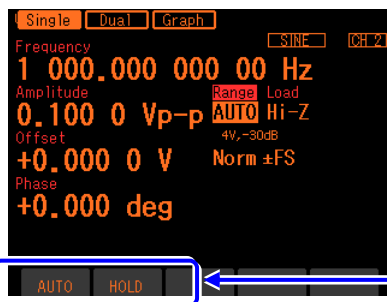 Single Dual Graph
SINE CH 2
Frequency
1 000.000 000 00 Hz
Amplitude Range Load
0.100 0 Vp-p AUTO Hi-Z
Offset 4V,-30dB
+0.000 0 V Norm ±FS
Phase
+0.000 deg
AUTO HOLD